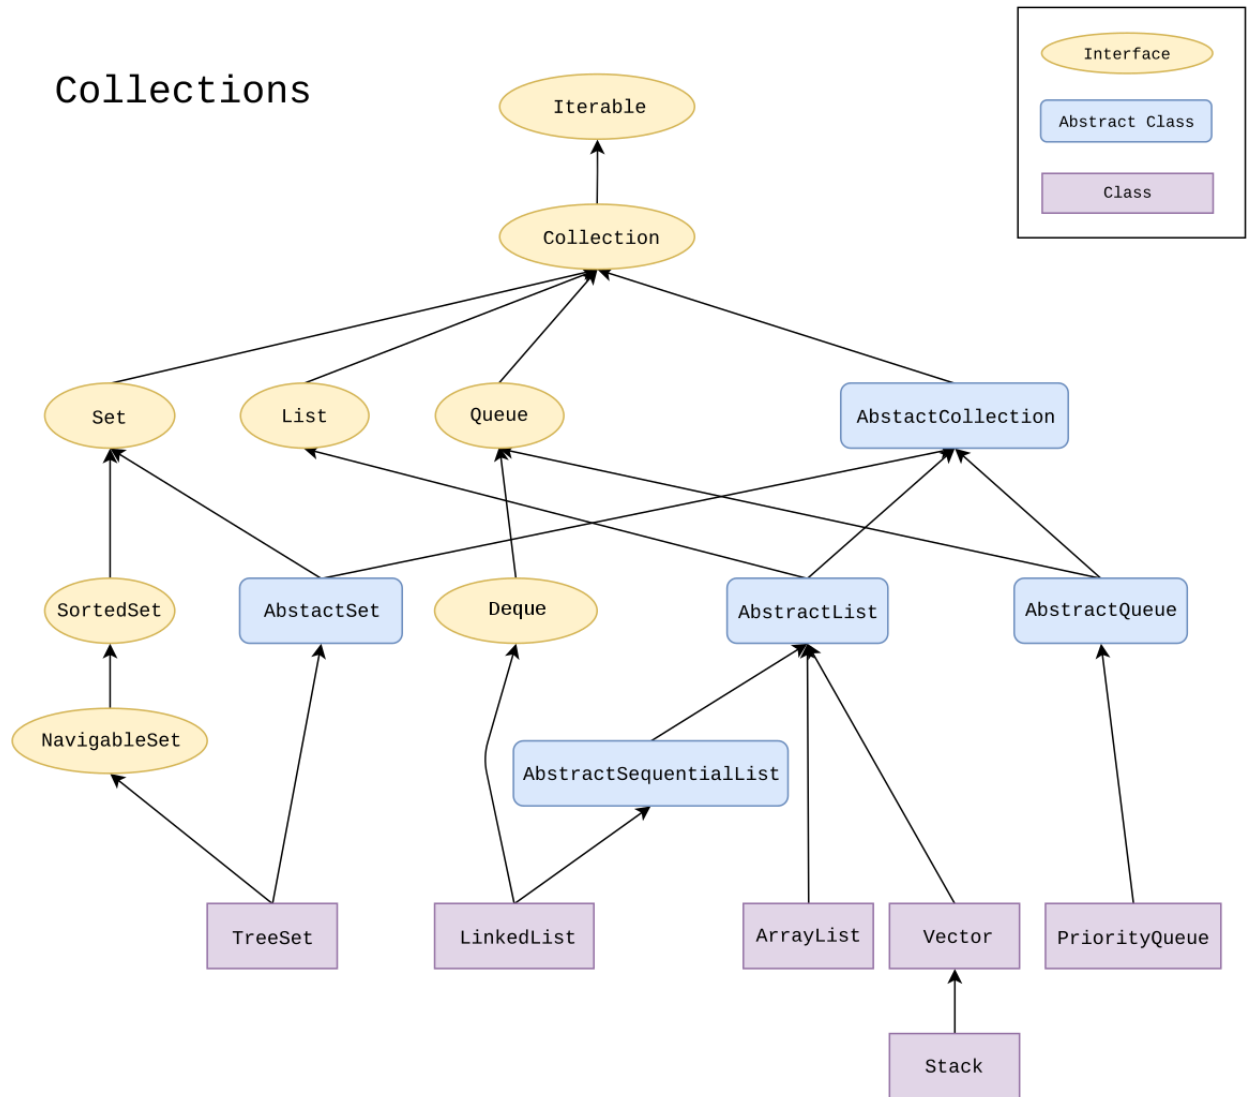 Collections
Interface
Abstract Class
Class
Iterable
Collection
Set
List
Queue
AbstactCollection
SortedSet
AbstactSet
Deque
AbstractList
AbstractQueue
NavigableSet
AbstractSequentialList
TreeSet
LinkedList
ArrayList
Vector
PriorityQueue
Stack